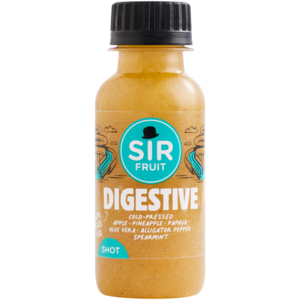 SIR
FRUIT
DIGESTIVE
COLD-PRESSED
APPLE • PINEAPPLE • PAPAYA •
ALOE VERA • ALLIGATOR PEPPER
SPEARMINT
SHOT